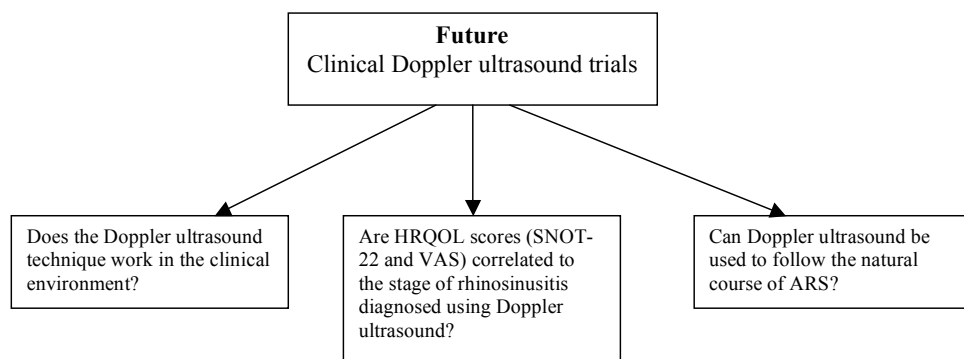 Future
Clinical Doppler ultrasound trials
Does the Doppler ultrasound
technique work in the clinical
environment?
Are HRQOL scores (SNOT-
22 and VAS) correlated to
the stage of rhinosinusitis
diagnosed using Doppler
ultrasound?
Can Doppler ultrasound be
used to follow the natural
course of ARS?